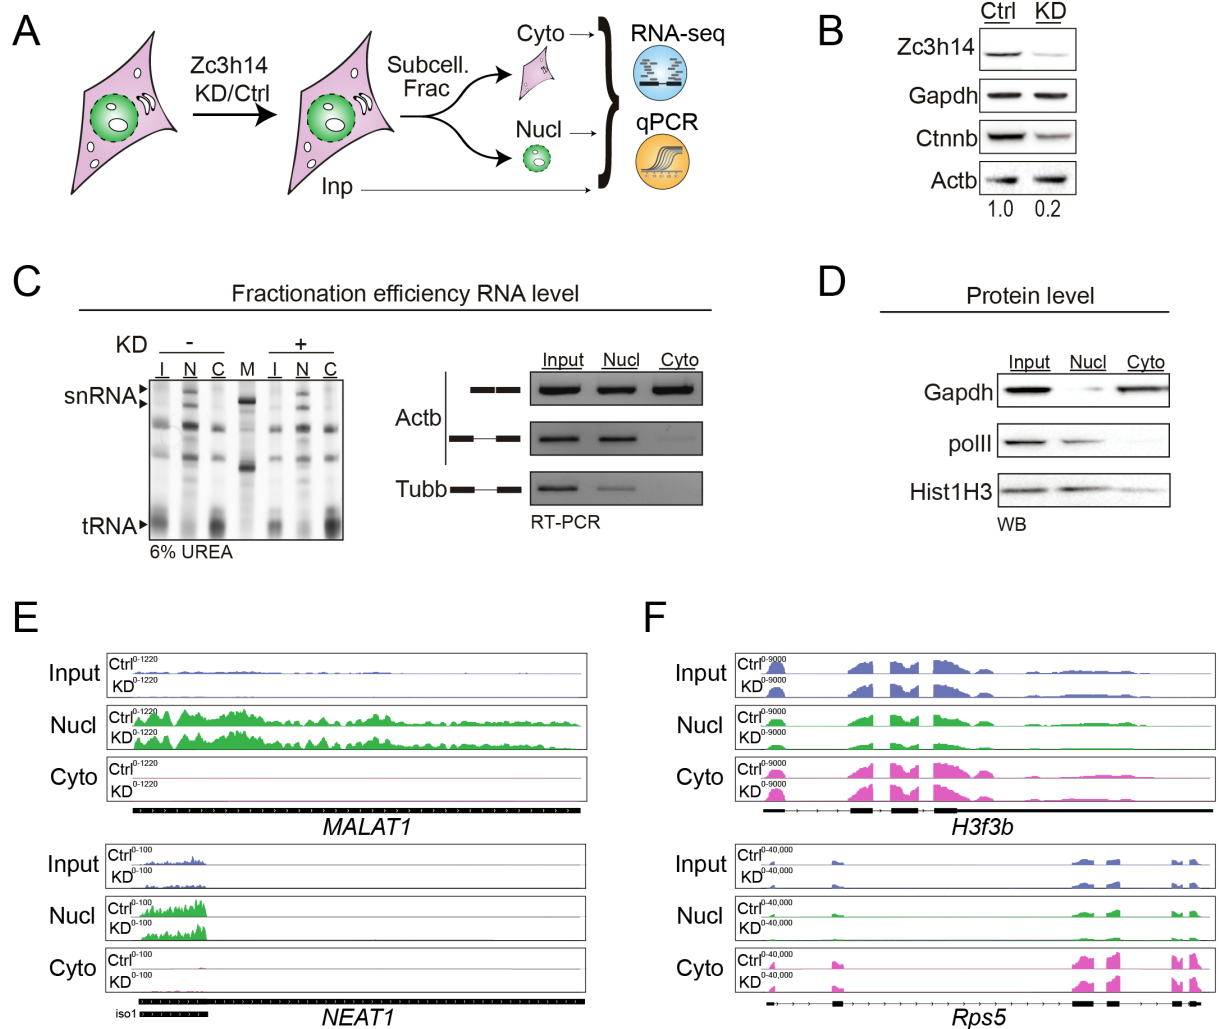 A
Zc3h14
KD/Ctrl
Subcell.
Frac
Cyto
Nucl
Inp
RNA-seq
qPCR
B
Ctrl KD
Zc3h14
Gapdh
Ctnnb
Actb
1.0 0.2
C
Fractionation efficiency RNA level
KD - +
I N C M I N C
snRNA
tRNA
6% UREA
Input Nucl Cyto
Actb
Tubb
RT-PCR
D
Protein level
Input Nucl Cyto
Gapdh
polII
Hist1H3
WB
E
Input
Ctrl 0-1220
KD 0-1220
Nucl
Ctrl 0-1220
KD 0-1220
Cyto
Ctrl 0-1220
KD 0-1220
MALAT1
Input
Ctrl 0-100
KD 0-100
Nucl
Ctrl 0-100
KD 0-100
Cyto
Ctrl 0-100
KD 0-100
iso1
NEAT1
F
Input
Ctrl 0-9000
KD 0-9000
Nucl
Ctrl 0-9000
KD 0-9000
Cyto
Ctrl 0-9000
KD 0-9000
H3f3b
Input
Ctrl 0-40,000
KD 0-40,000
Nucl
Ctrl 0-40,000
KD 0-40,000
Cyto
Ctrl 0-40,000
KD 0-40,000
Rps5